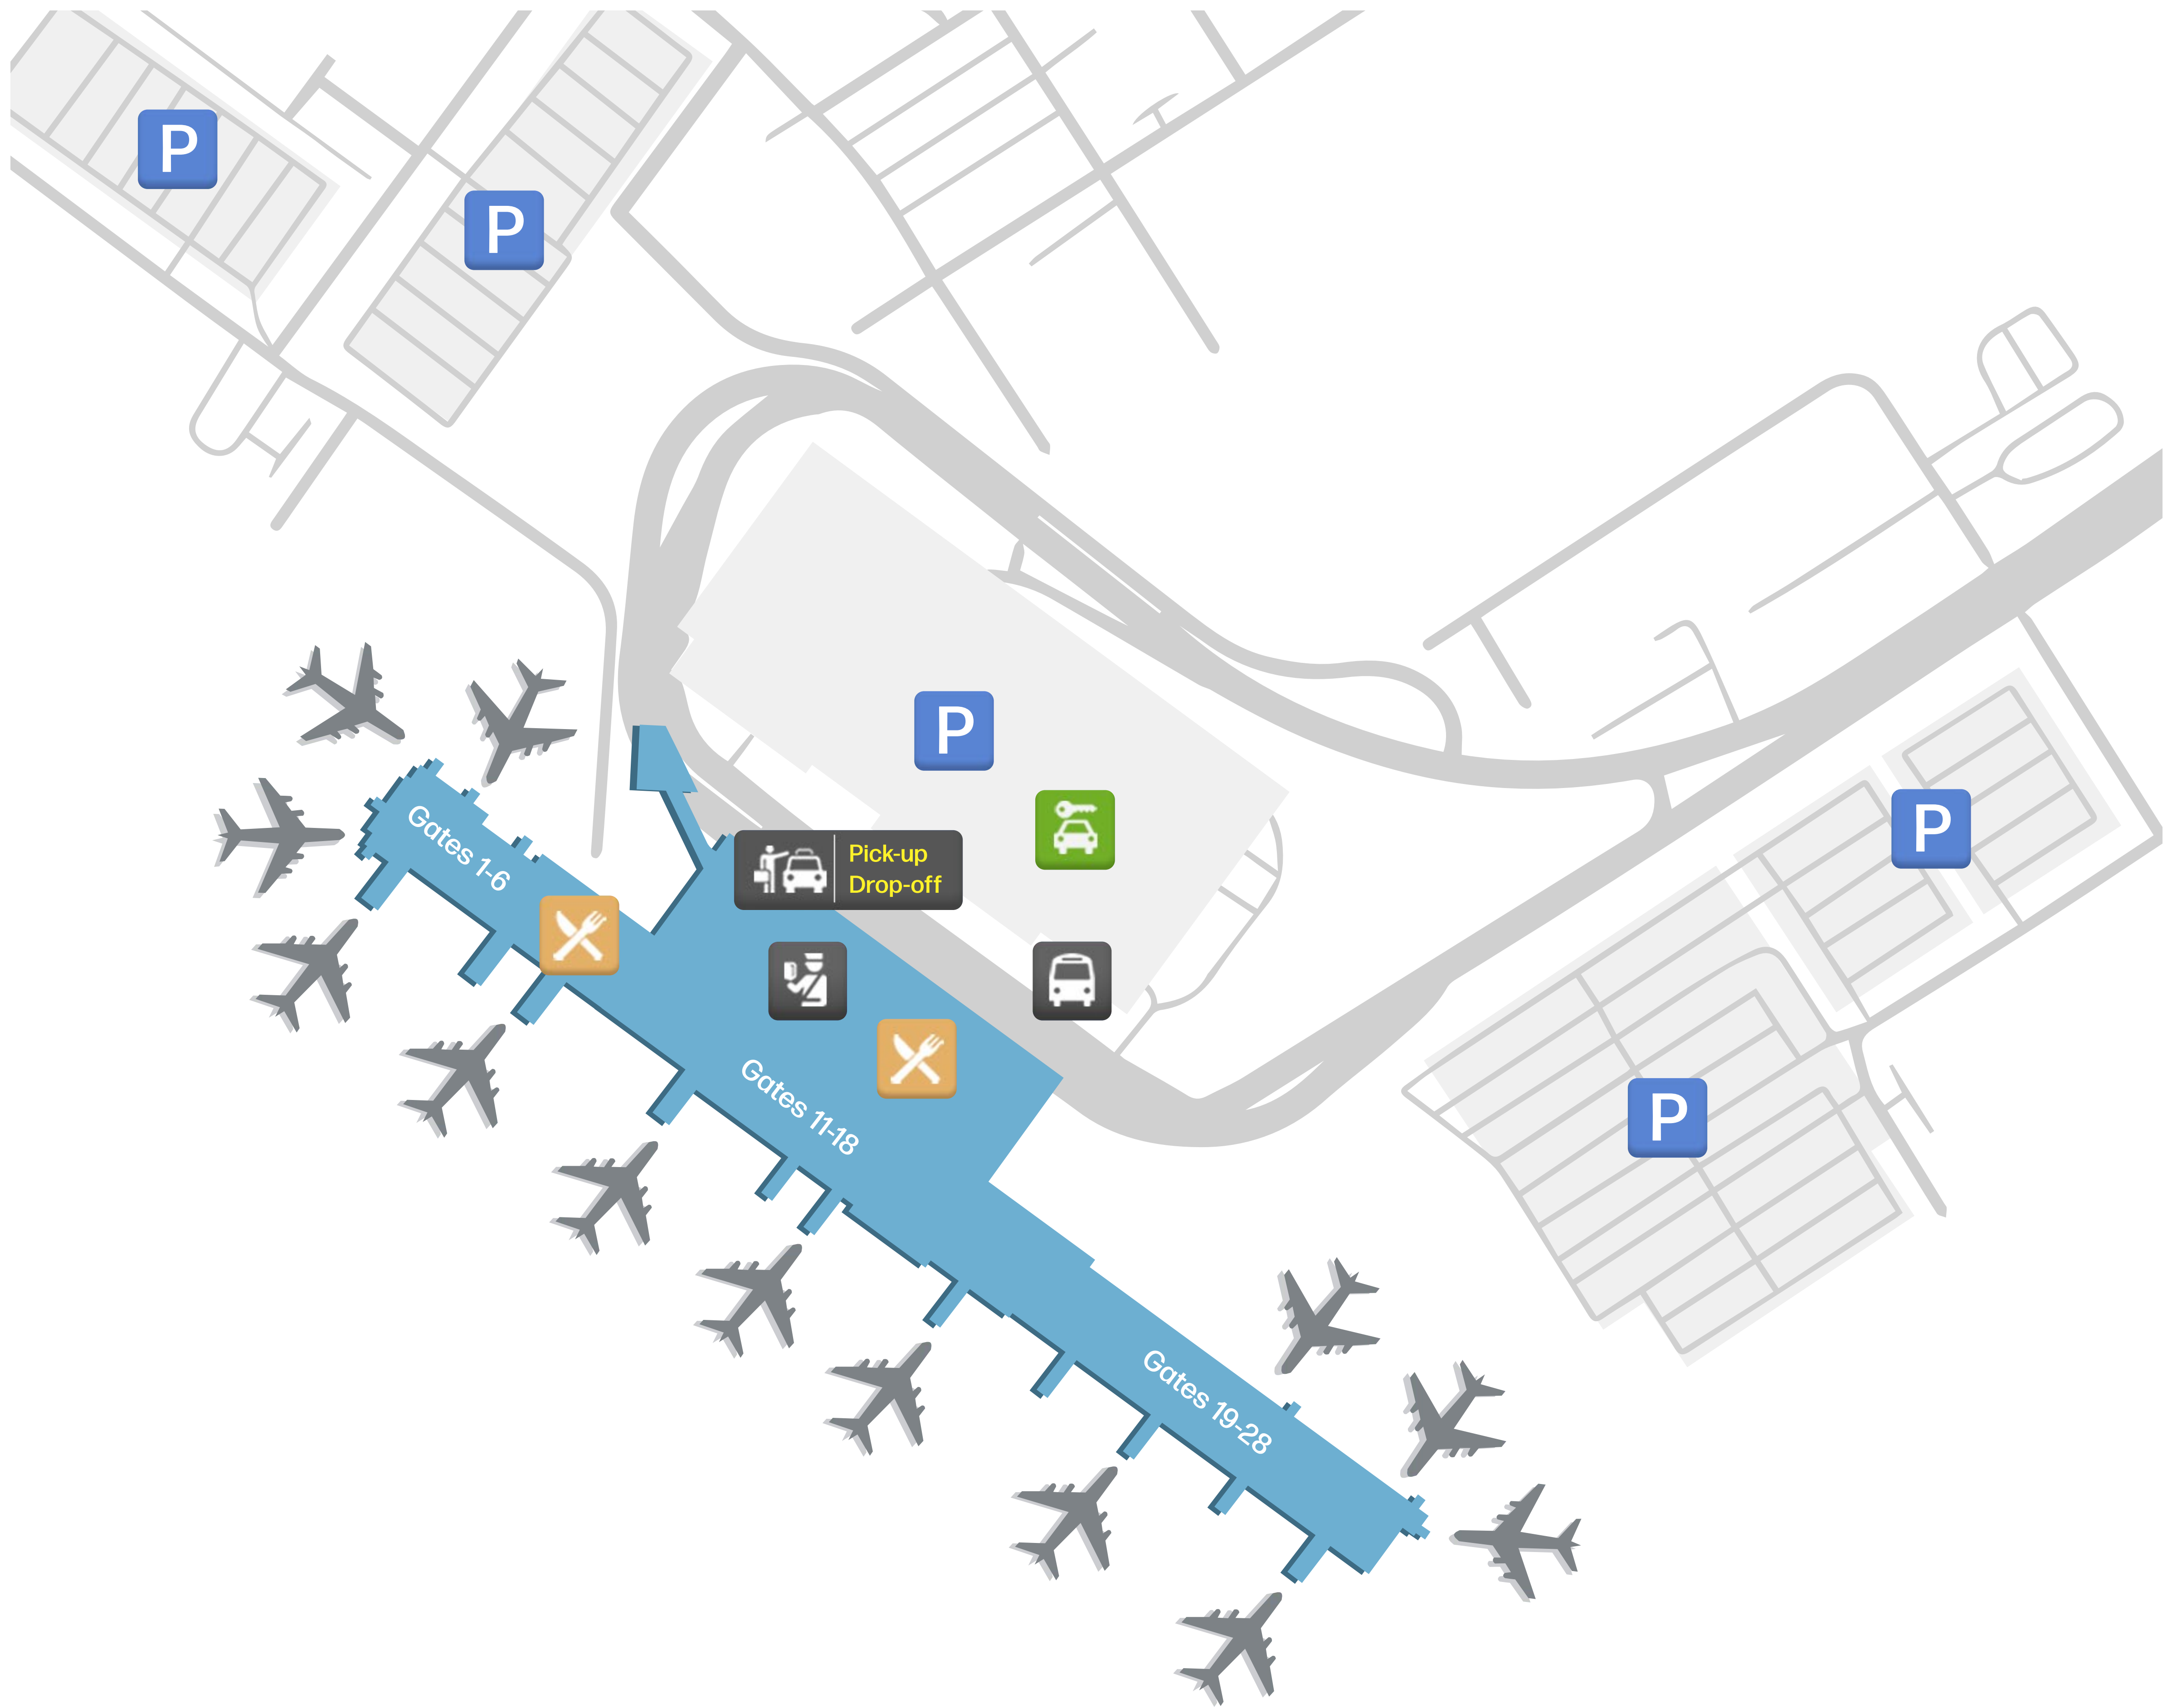 P
P
P
Gates 1-6
Pick-up
Drop-off
P
Gates 11-18
P
Gates 19-28